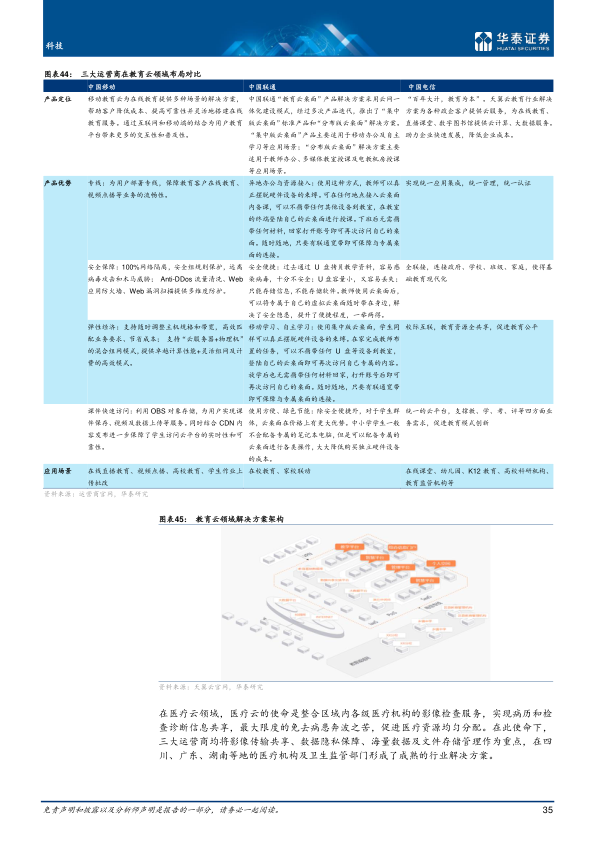 科技
华泰证券
HUATAI SECURITIES
图表44： 三大运营商在教育云领域布局对比
中国移动 中国联通 中国电信
产品定位 移动教育云为在线教育提供多种场景的解决方案，帮助客户降低成本，提高可靠性并灵活地搭建在线教育服务。通过互联网和移动端的结合为用户教育平台带来更多的交互性和普及性。
中国联通“教育云桌面”产品解决方案采用云网一体化建设模式，经过多次产品迭代，推出了“集中版云桌面”标准产品和“分布版云桌面”解决方案。“集中版云桌面”产品主要适用于移动办公及自主学习等应用场景；“分布版云桌面”解决方案主要适用于教师办公、多媒体教室授课及电教机房授课等应用场景。
“百年大计，教育为本”。天翼云教育行业解决方案为各种政企客户提供云服务，为在线教育、直播课堂、数字图书馆提供云计算、大数据服务，助力企业快速发展，降低企业成本。
产品优势 专线：为用户部署专线，保障教育客户在线教育、视频点播等业务的流畅性。
异地办公与资源接入：使用这种方式，教师可以真正摆脱硬件设备的束缚。可在任何地点接入云桌面内备课，可以不携带任何其他设备到教室，在教室的终端登陆自己的云桌面进行授课。下班后无需携带任何材料，回家打开账号即可再次访问自己的桌面。随时随地，只要有联通宽带即可保障与专属桌面的连接。
实现统一应用集成，统一管理，统一认证
安全保障：100%网络隔离，安全组规则保护，远离病毒攻击和木马威胁； Anti-DDos 流量清洗、Web 应用防火墙、Web 漏洞扫描提供多维度防护。
安全便捷：过去通过 U 盘拷贝教学资料，容易感染病毒，十分不安全；U 盘容量小，又容易丢失；只能存储信息，不能存储软件。教师使用云桌面后，可以将专属于自己的虚拟云桌面随时带在身边，解决了安全隐患，提升了便捷程度，一举两得。
全联接，连接政府、学校、班级、家庭，使得基础教育现代化
弹性经济：支持随时调整主机规格和带宽，高效匹配业务要求，节省成本； 支持“云服务器+物理机”的混合组网模式，提供卓越计算性能+灵活组网及计费的高效模式。
移动学习、自主学习：使用集中版云桌面，学生同样可以真正摆脱硬件设备的束缚。在家完成教师布置的任务，可以不携带任何 U 盘等设备到教室，登陆自己的云桌面即可再次访问自己专属的内容。放学后也无需携带任何材料回家，打开账号后即可再次访问自己的桌面。随时随地，只要有联通宽带即可保障与专属桌面的连接。
校际互联，教育资源全共享，促进教育公平
课件快速访问：利用 OBS 对象存储，为用户实现课件保存、视频及数据上传等服务。同时结合 CDN 内容发布进一步保障了学生访问云平台的实时性和可靠性。
使用方便、绿色节能：除安全便捷外，对于学生群体，云桌面在价格上有更大优势。中小学学生一般不会配备专属的笔记本电脑，但是可以配备专属的云桌面进行各类操作，大大降低购买独立硬件设备的成本。
统一的云平台，支撑教、学、考、评等四方面业务需求，促进教育模式创新
应用场景 在线直播教育、视频点播、高校教育、学生作业上传批改
在校教育、家校联动
在线课堂、幼儿园、K12 教育、高校科研机构、教育监管机构等
资料来源：运营商官网，华泰研究
图表45： 教育云领域解决方案架构
资料来源：天翼云官网，华泰研究
在医疗云领域，医疗云的使命是整合区域内各级医疗机构的影像检查服务，实现病历和检
查诊断信息共享，最大限度的免去病患奔波之苦，促进医疗资源均匀分配。在此使命下，
三大运营商均将影像传输共享、数据隐私保障、海量数据及文件存储管理作为重点，在四
川、广东、湖南等地的医疗机构及卫生监管部门形成了成熟的行业解决方案。
免责声明和披露以及分析师声明是报告的一部分，请务必一起阅读。 35